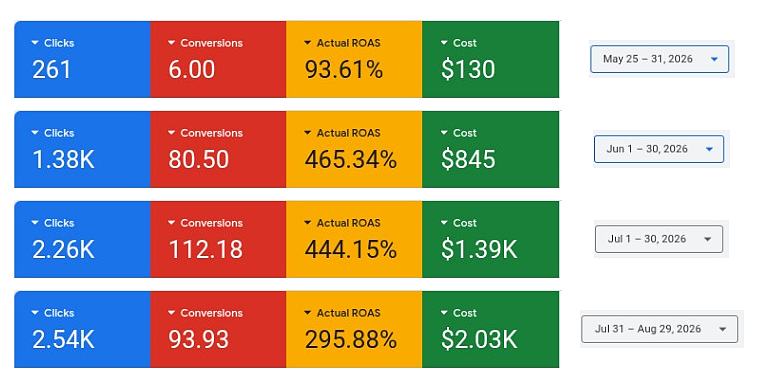 Clicks Conversions Actual ROAS Cost
261 6.00 93.61% $130 May 25 – 31, 2026
Clicks Conversions Actual ROAS Cost
1.38K 80.50 465.34% $845 Jun 1 – 30, 2026
Clicks Conversions Actual ROAS Cost
2.26K 112.18 444.15% $1.39K Jul 1 – 30, 2026
Clicks Conversions Actual ROAS Cost
2.54K 93.93 295.88% $2.03K Jul 31 – Aug 29, 2026